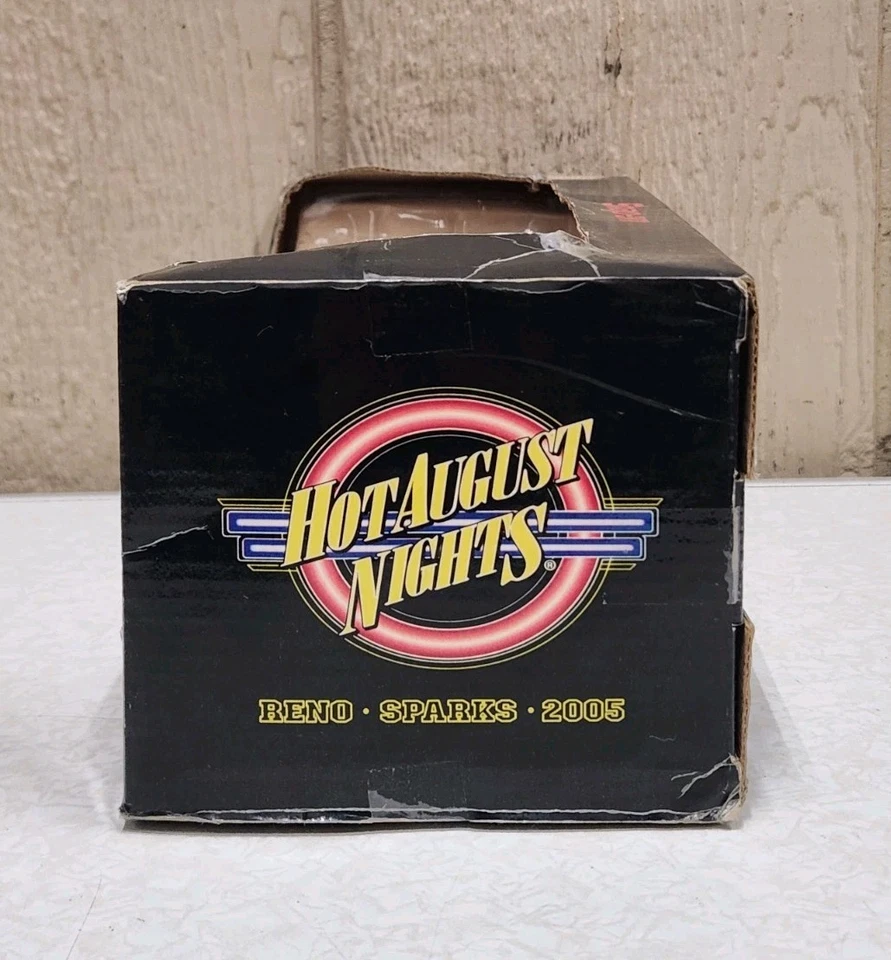 HOT AUGUST
NIGHTS®
RENO · SPARKS · 2005